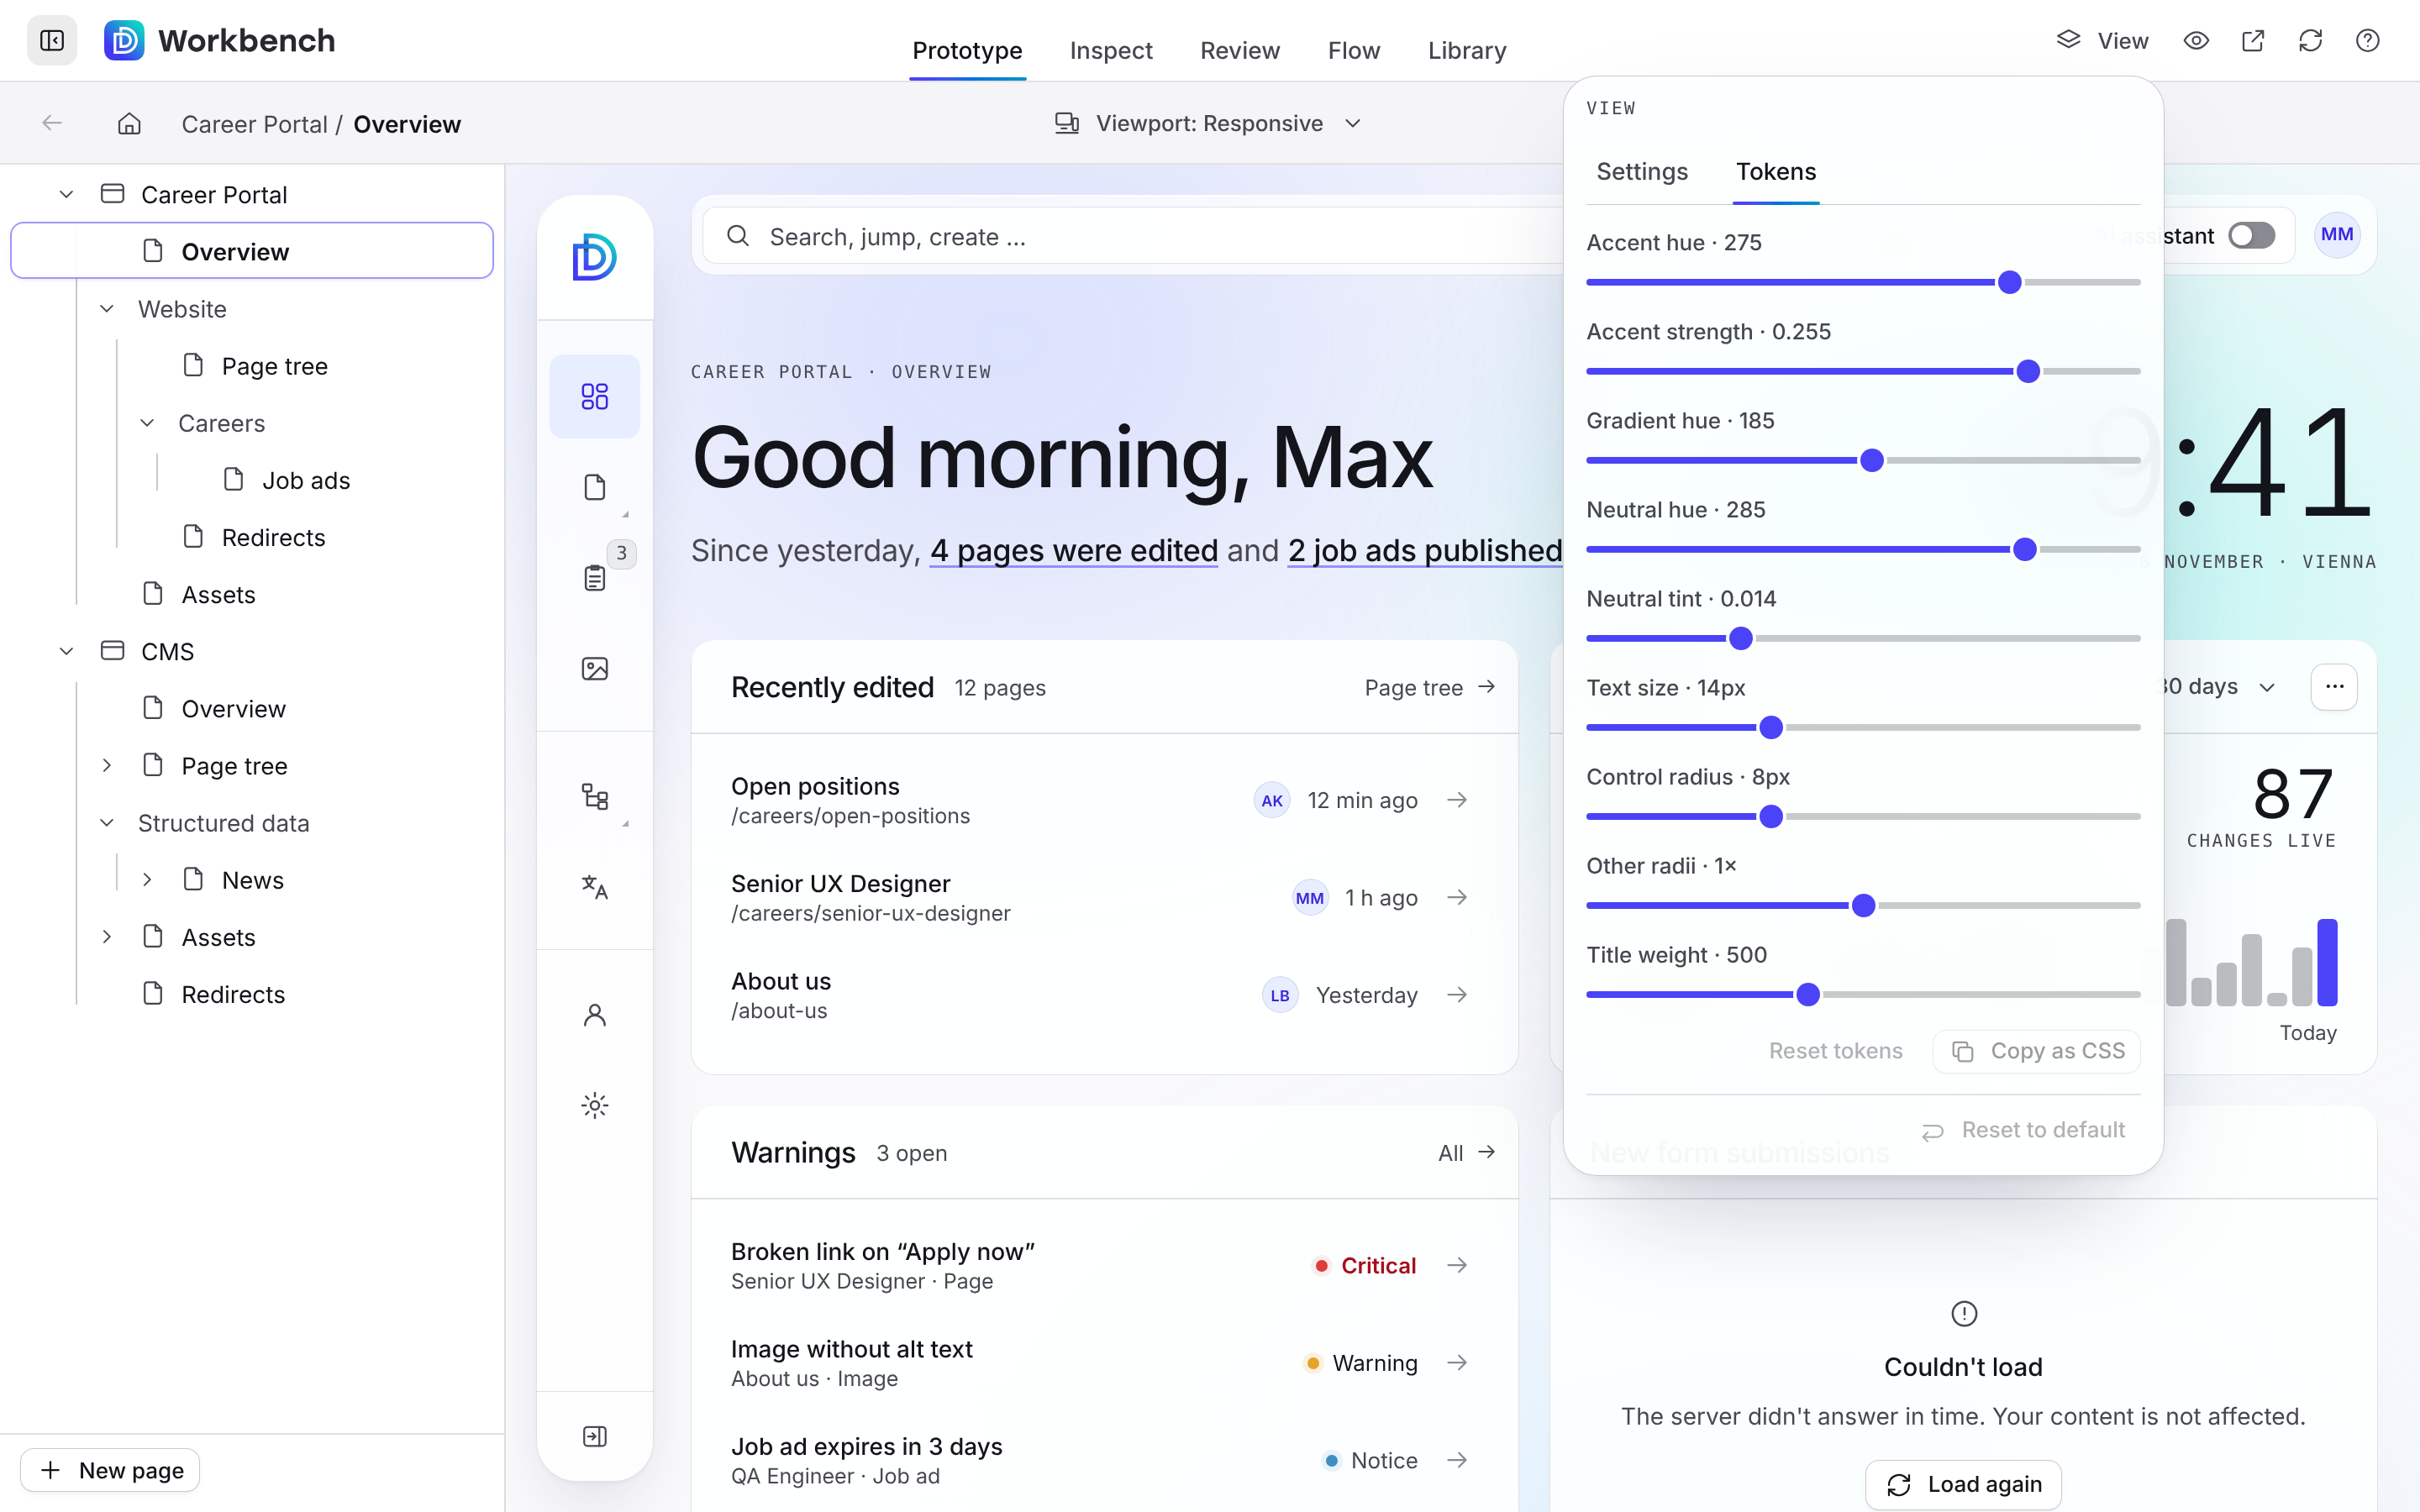 Workbench
Prototype
Inspect
Review
Flow
Library
View
Career Portal / Overview
Viewport: Responsive
Career Portal
Overview
Website
Page tree
Careers
Job ads
Redirects
Assets
CMS
Overview
Page tree
Structured data
News
Assets
Redirects
New page
3
Search, jump, create ...
AI assistant
MM
CAREER PORTAL · OVERVIEW
Good morning, Max
Since yesterday, 4 pages were edited and 2 job ads published
9:41
NOVEMBER · VIENNA
Recently edited 12 pages
Page tree
Open positions
/careers/open-positions
AK 12 min ago
Senior UX Designer
/careers/senior-ux-designer
MM 1 h ago
About us
/about-us
LB Yesterday
30 days
87
CHANGES LIVE
Today
Warnings 3 open
All
Broken link on “Apply now”
Senior UX Designer · Page
Critical
Image without alt text
About us · Image
Warning
Job ad expires in 3 days
QA Engineer · Job ad
Notice
VIEW
Settings
Tokens
Accent hue · 275
Accent strength · 0.255
Gradient hue · 185
Neutral hue · 285
Neutral tint · 0.014
Text size · 14px
Control radius · 8px
Other radii · 1×
Title weight · 500
Reset tokens
Copy as CSS
Reset to default
New form submissions
Couldn't load
The server didn't answer in time. Your content is not affected.
Load again